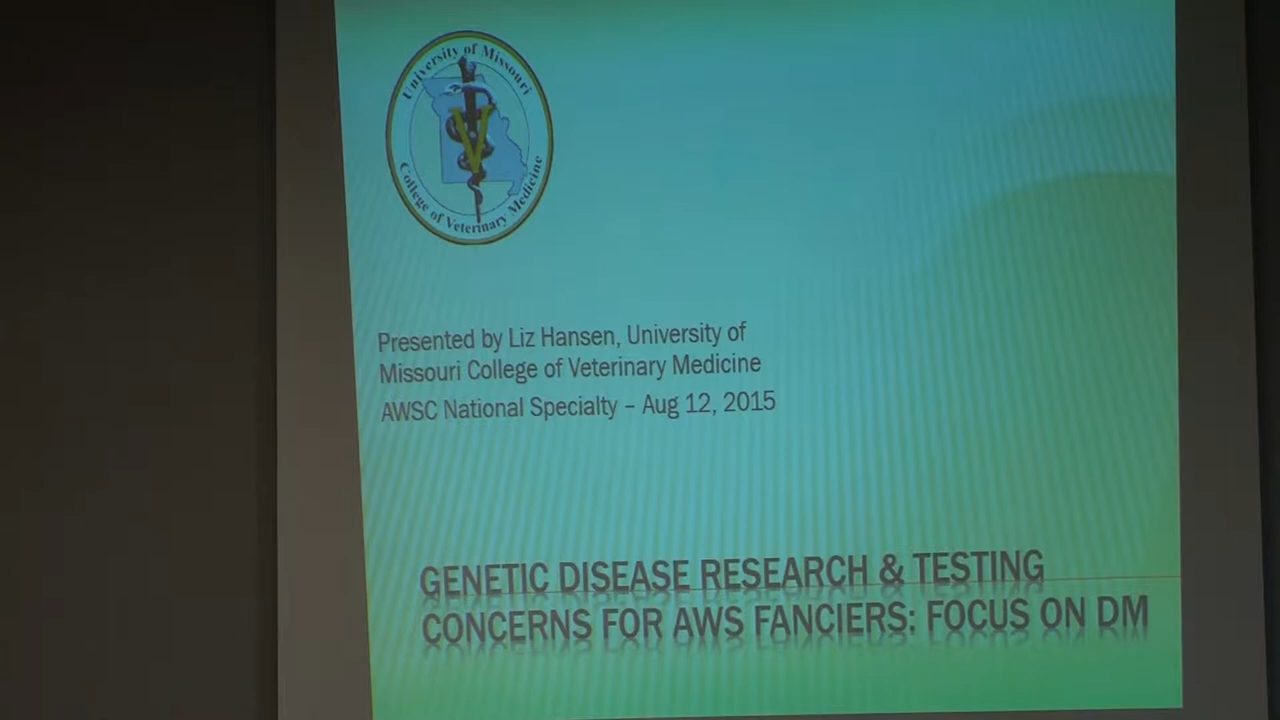 University of Missouri
V
College of Veterinary Medicine
Presented by Liz Hansen, University of
Missouri College of Veterinary Medicine
AWSC National Specialty – Aug 12, 2015
GENETIC DISEASE RESEARCH & TESTING
CONCERNS FOR AWS FANCIERS: FOCUS ON DM